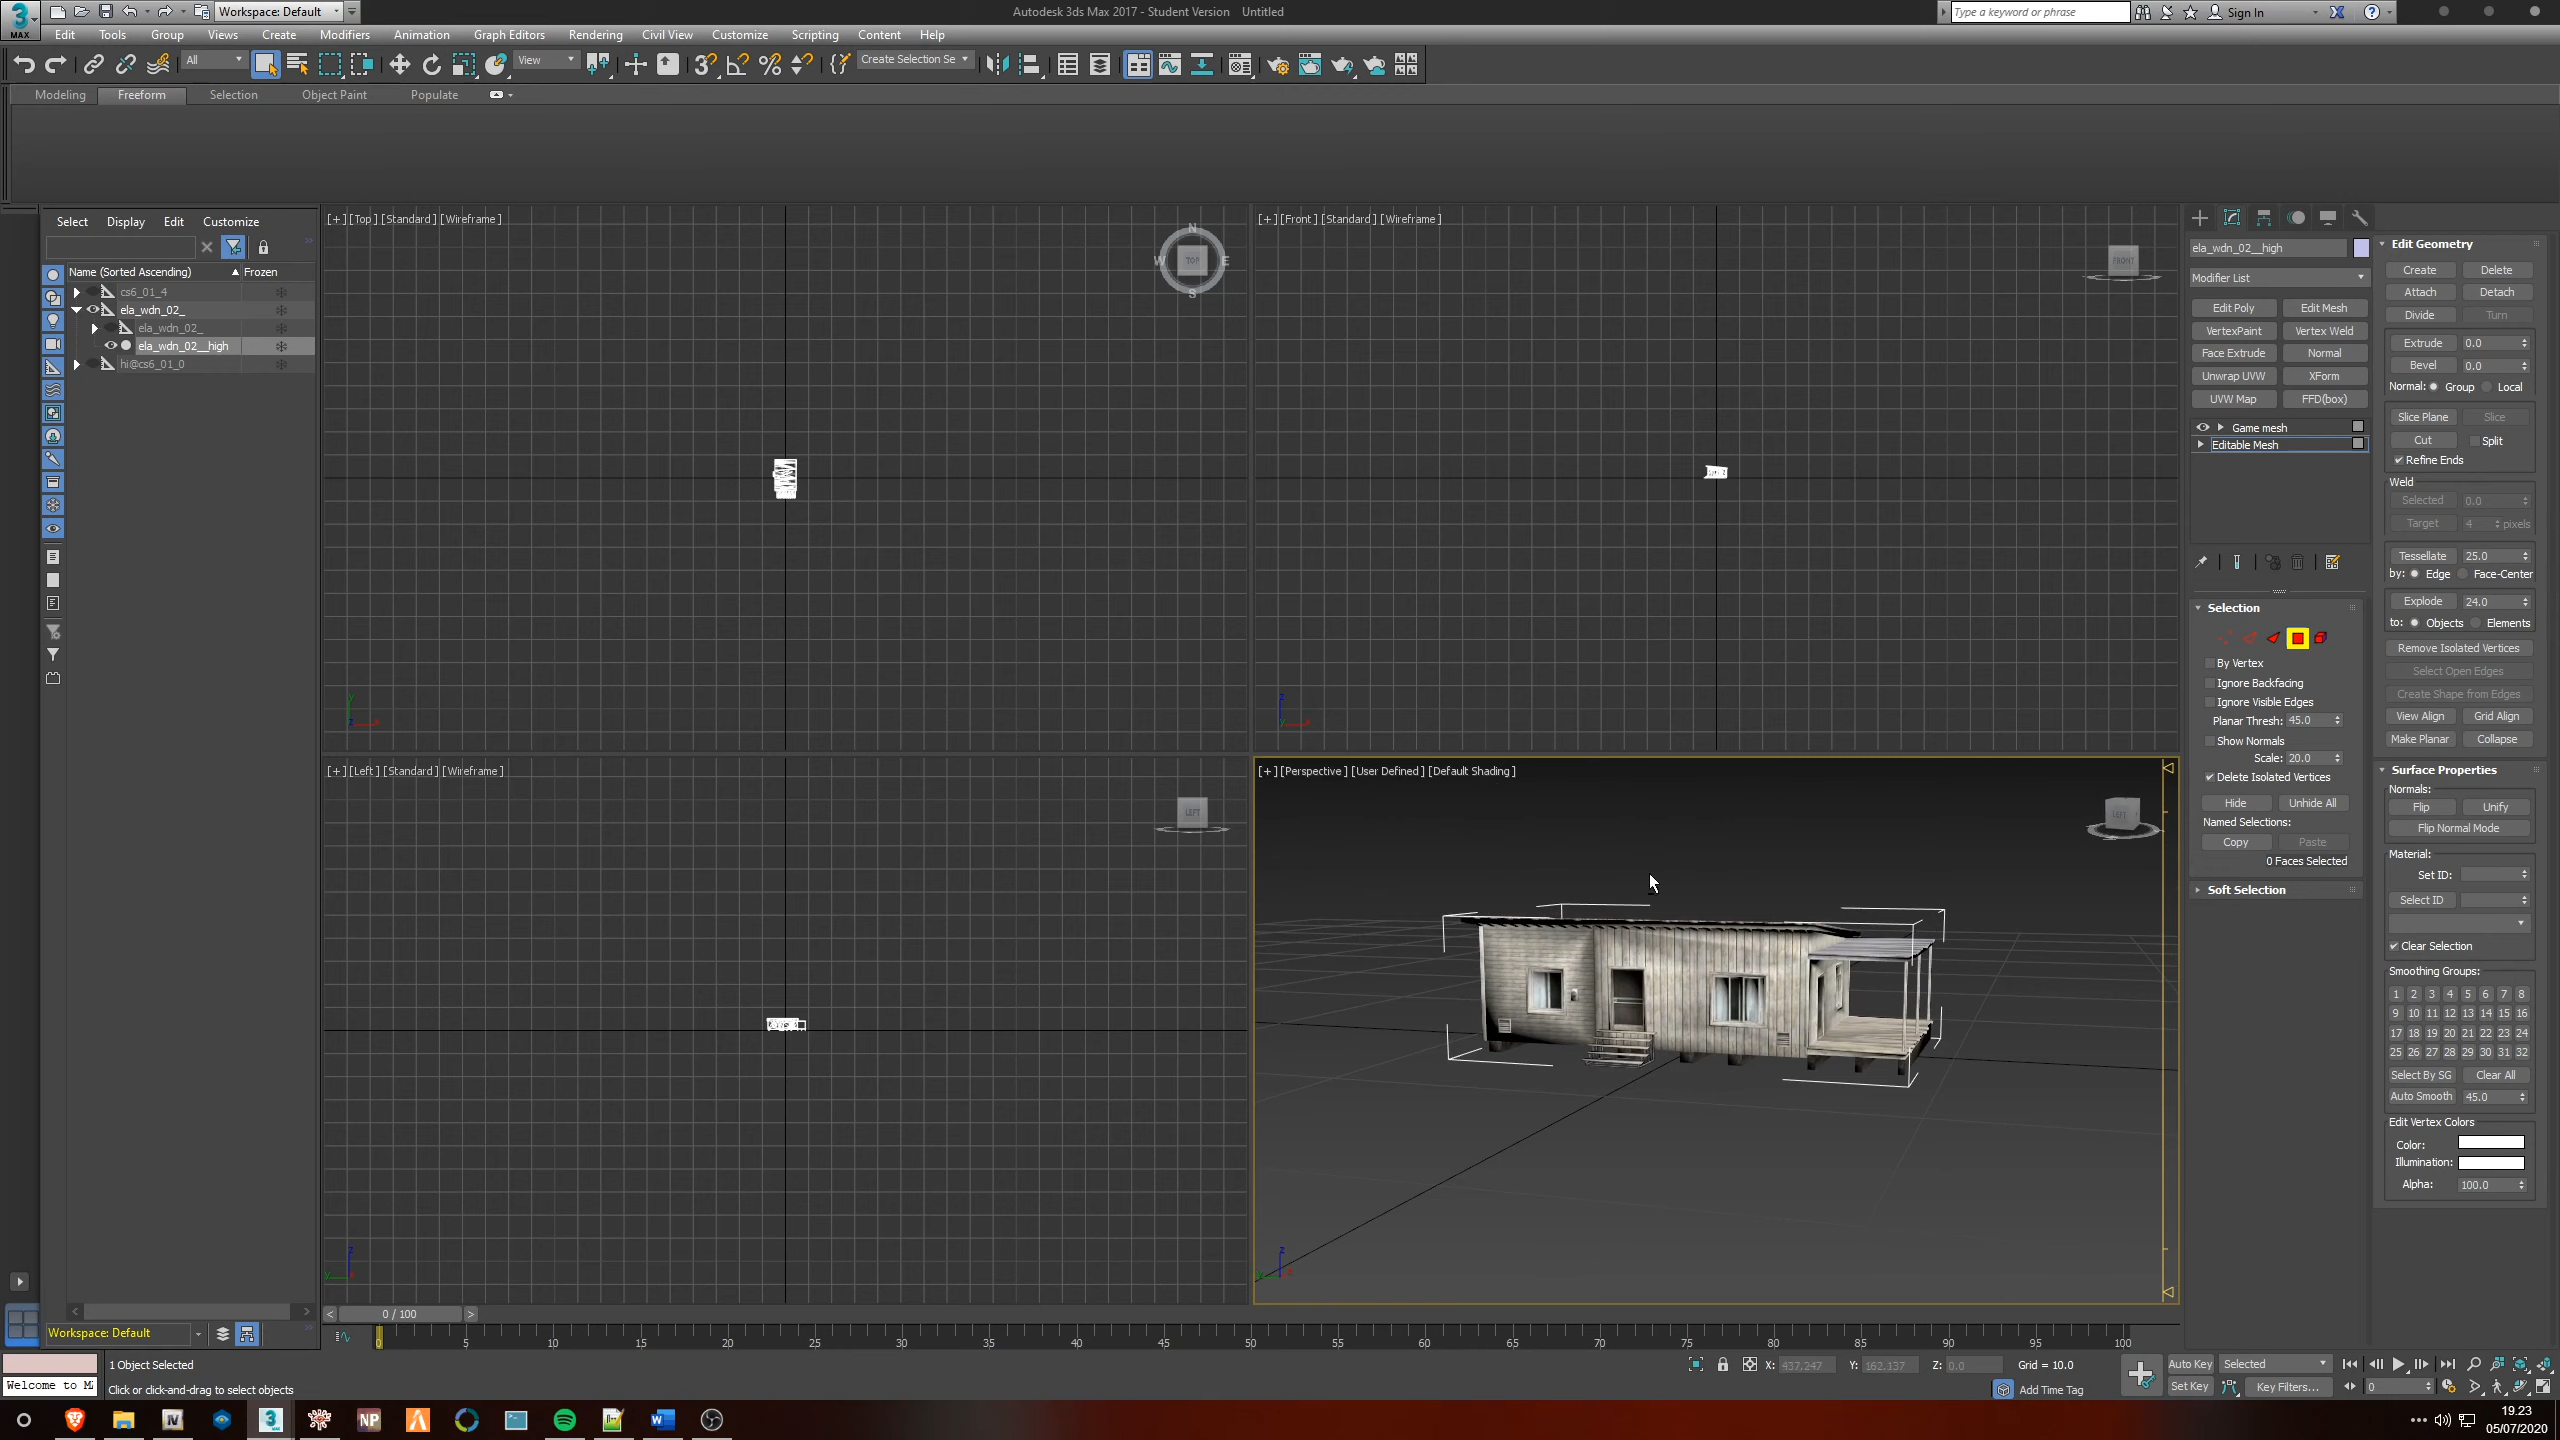 Workspace: Default
Autodesk 3ds Max 2017 - Student Version Untitled
Type a keyword or phrase
Sign In
MAX
Edit Tools Group Views Create Modifiers Animation Graph Editors Rendering Civil View Customize Scripting Content Help
All
View
Create Selection Se
Modeling Freeform Selection Object Paint Populate
Select Display Edit Customize
Name (Sorted Ascending) Frozen
cs6_01_4
ela_wdn_02_
ela_wdn_02_
ela_wdn_02__high
hi@cs6_01_0
[+] [Top] [Standard] [Wireframe]
N
W TOP E
S
[+] [Front] [Standard] [Wireframe]
FRONT
[+] [Left] [Standard] [Wireframe]
LEFT
[+] [Perspective] [User Defined] [Default Shading]
LEFT
ela_wdn_02__high
Modifier List
Edit Poly Edit Mesh
VertexPaint Vertex Weld
Face Extrude Normal
Unwrap UVW XForm
UVW Map FFD(box)
Game mesh
Editable Mesh
Selection
By Vertex
Ignore Backfacing
Ignore Visible Edges
Planar Thresh: 45.0
Show Normals
Scale: 20.0
Delete Isolated Vertices
Hide Unhide All
Named Selections:
Copy Paste
0 Faces Selected
Soft Selection
Edit Geometry
Create Delete
Attach Detach
Divide Turn
Extrude 0.0
Bevel 0.0
Normal: Group Local
Slice Plane Slice
Cut Split
Refine Ends
Weld
Selected 0.0
Target 4 pixels
Tessellate 25.0
by: Edge Face-Center
Explode 24.0
to: Objects Elements
Remove Isolated Vertices
Select Open Edges
Create Shape from Edges
View Align Grid Align
Make Planar Collapse
Surface Properties
Normals:
Flip Unify
Flip Normal Mode
Material:
Set ID:
Select ID
Clear Selection
Smoothing Groups:
1 2 3 4 5 6 7 8
9 10 11 12 13 14 15 16
17 18 19 20 21 22 23 24
25 26 27 28 29 30 31 32
Select By SG Clear All
Auto Smooth 45.0
Edit Vertex Colors
Color:
Illumination:
Alpha: 100.0
< 0 / 100 >
Workspace: Default
0 5 10 15 20 25 30 35 40 45 50 55 60 65 70 75 80 85 90 95 100
1 Object Selected
Welcome to M
Click or click-and-drag to select objects
X: 437.247 Y: 162.137 Z: 0.0 Grid = 10.0
Add Time Tag
Auto Key Selected
Set Key Key Filters...
0
NP
19.23
05/07/2020